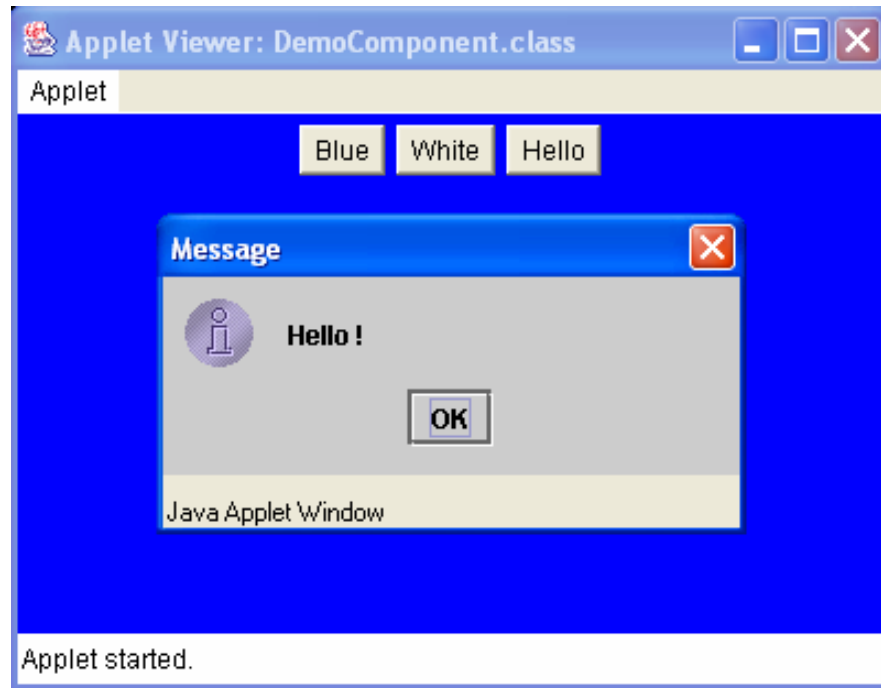 Applet Viewer: DemoComponent.class
Applet
Blue White Hello
Message
Hello !
OK
Java Applet Window
Applet started.